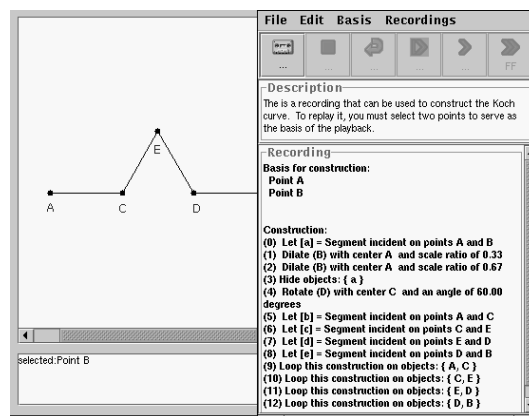 File Edit Basis Recordings
... ... ... ... ... FF
Description
The is a recording that can be used to construct the Koch
curve. To replay it, you must select two points to serve as
the basis of the playback.
Recording
Basis for construction:
Point A
Point B
Construction:
(0) Let [a] = Segment incident on points A and B
(1) Dilate (B) with center A and scale ratio of 0.33
(2) Dilate (B) with center A and scale ratio of 0.67
(3) Hide objects: { a }
(4) Rotate (D) with center C and an angle of 60.00
degrees
(5) Let [b] = Segment incident on points A and C
(6) Let [c] = Segment incident on points C and E
(7) Let [d] = Segment incident on points E and D
(8) Let [e] = Segment incident on points D and B
(9) Loop this construction on objects: { A, C }
(10) Loop this construction on objects: { C, E }
(11) Loop this construction on objects: { E, D }
(12) Loop this construction on objects: { D, B }
E
A C D
selected:Point B